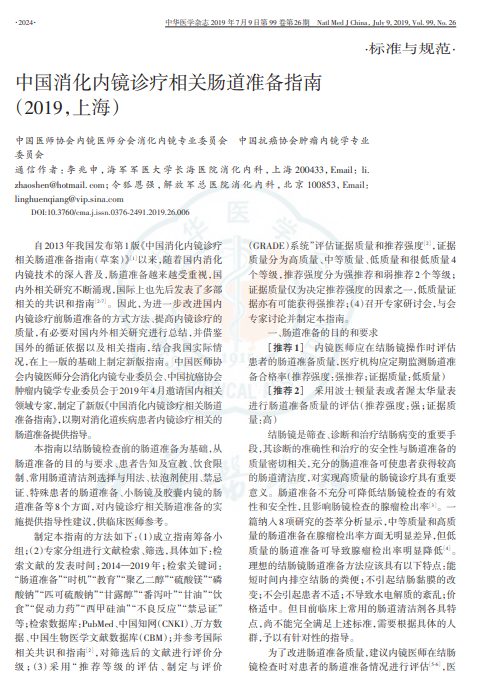 ·2024·
中华医学杂志 2019 年 7 月 9 日第 99 卷第 26 期 Natl Med J China, July 9, 2019, Vol. 99, No. 26
·标准与规范·
中国消化内镜诊疗相关肠道准备指南
(2019,上海)
中国医师协会内镜医师分会消化内镜专业委员会 中国抗癌协会肿瘤内镜学专业
委员会
通信作者:李兆申,海军军医大学长海医院消化内科,上海 200433,Email: li.
zhaoshen@hotmail.com;令狐恩强,解放军总医院消化内科,北京 100853,Email:
linghuenqiang@vip.sina.com
DOI:10.3760/cma.j.issn.0376-2491.2019.26.006
自 2013 年我国发布第 1 版《中国消化内镜诊疗
相关肠道准备指南(草案)》[1]以来,随着国内消化
内镜技术的深入普及,肠道准备越来越受重视,国
内外相关研究不断涌现,国际上也先后发表了多部
相关的共识和指南[2-7]。因此,为进一步改进国内
内镜诊疗前肠道准备的方式方法、提高内镜诊疗的
质量,有必要对国内外相关研究进行总结,并借鉴
国外的循证依据以及相关指南,结合我国实际情
况,在上一版的基础上制定新版指南。中国医师协
会内镜医师分会消化内镜专业委员会、中国抗癌协会
肿瘤内镜学专业委员会于 2019 年 4 月邀请国内相关
领域专家,制定了新版《中国消化内镜诊疗相关肠道
准备指南》,以期对消化道疾病患者内镜诊疗相关的
肠道准备提供指导。
本指南以结肠镜检查前的肠道准备为基础,从
肠道准备的目的与要求、患者告知及宣教、饮食限
制、常用肠道清洁剂选择与用法、祛泡剂使用、禁忌
证、特殊患者的肠道准备、小肠镜及胶囊内镜的肠
道准备等 8 个方面,对内镜诊疗相关肠道准备的实
施提供指导性建议,供临床医师参考。
制定本指南的方法如下:(1)成立指南筹备小
组;(2)专家分组进行文献检索、筛选,具体如下:检
索文献的发表时间:2014—2019 年;检索关键词:
“肠道准备”“时机”“教育”“聚乙二醇”“硫酸镁”“磷
酸钠”“匹可硫酸钠”“甘露醇”“番泻叶”“甘油”“饮
食”“促动力药”“西甲硅油”“不良反应”“禁忌证”
等;检索数据库:PubMed、中国知网(CNKI)、万方数
据、中国生物医学文献数据库(CBM);并参考国际
相关共识和指南[2],对筛选后的文献进行评价分
级;(3)采用“推荐等级的评估、制定与评价
(GRADE)系统”评估证据质量和推荐强度[2],证据
质量分为高质量、中等质量、低质量和很低质量 4
个等级,推荐强度分为强推荐和弱推荐 2 个等级;
证据质量仅为决定推荐强度的因素之一,低质量证
据亦有可能获得强推荐;(4)召开专家研讨会,与会
专家讨论并制定本指南。
一、肠道准备的目的和要求
[推荐 1] 内镜医师应在结肠镜操作时评估
患者的肠道准备质量,医疗机构应定期监测肠道准
备合格率(推荐强度:强推荐;证据质量:低质量)
[推荐 2] 采用波士顿量表或者渥太华量表
进行肠道准备质量的评估(推荐强度:强;证据质
量:高)
结肠镜是筛查、诊断和治疗结肠病变的重要手
段,其诊断的准确性和治疗的安全性与肠道准备的
质量密切相关,充分的肠道准备可使患者获得较高
的肠道清洁度,对实现高质量的肠镜诊疗具有重要
意义。肠道准备不充分可降低结肠镜检查的有效
性和安全性,且影响肠镜检查的腺瘤检出率[3]。一
篇纳入 8 项研究的荟萃分析显示,中等质量和高质
量的肠道准备在腺瘤检出率方面无明显差异,但低
质量的肠道准备可导致腺瘤检出率明显降低[4]。
理想的结肠镜肠道准备方法应该具有以下特点:能
短时间内排空结肠的粪便;不引起结肠黏膜的改
变;不会引起患者不适;不导致水电解质的紊乱;价
格适中。但目前临床上常用的肠道清洁剂各具特
点,尚不能完全满足上述标准,需要根据具体的人
群,予以有针对性的指导。
为了改进肠道准备质量,建议内镜医师在结肠
镜检查时对患者的肠道准备情况进行评估[5-6],医